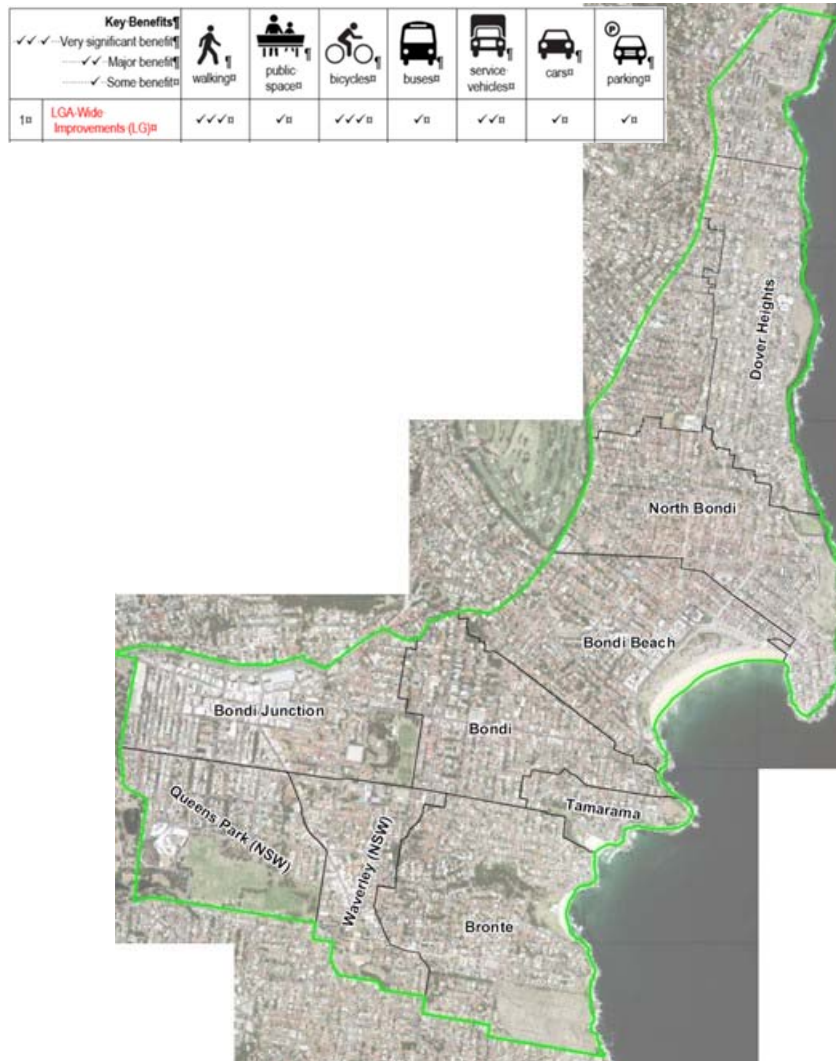 Key·Benefits¶
✓✓✓····Very significant benefit¶
✓✓····Major benefit¶
✓····Some benefit¤
¶
walking¤
¶
public·
space¤
¶
bicycles¤
¶
buses¤
¶
service·
vehicles¤
¶
cars¤
P
¶
parking¤
1¤
LGA-Wide·
Improvements (LG)¤
✓✓✓¤
✓¤
✓✓✓¤
✓¤
✓✓¤
✓¤
✓¤
Dover Heights
North Bondi
Bondi Beach
Bondi Junction
Bondi
Tamarama
Queens Park (NSW)
Waverley (NSW)
Bronte